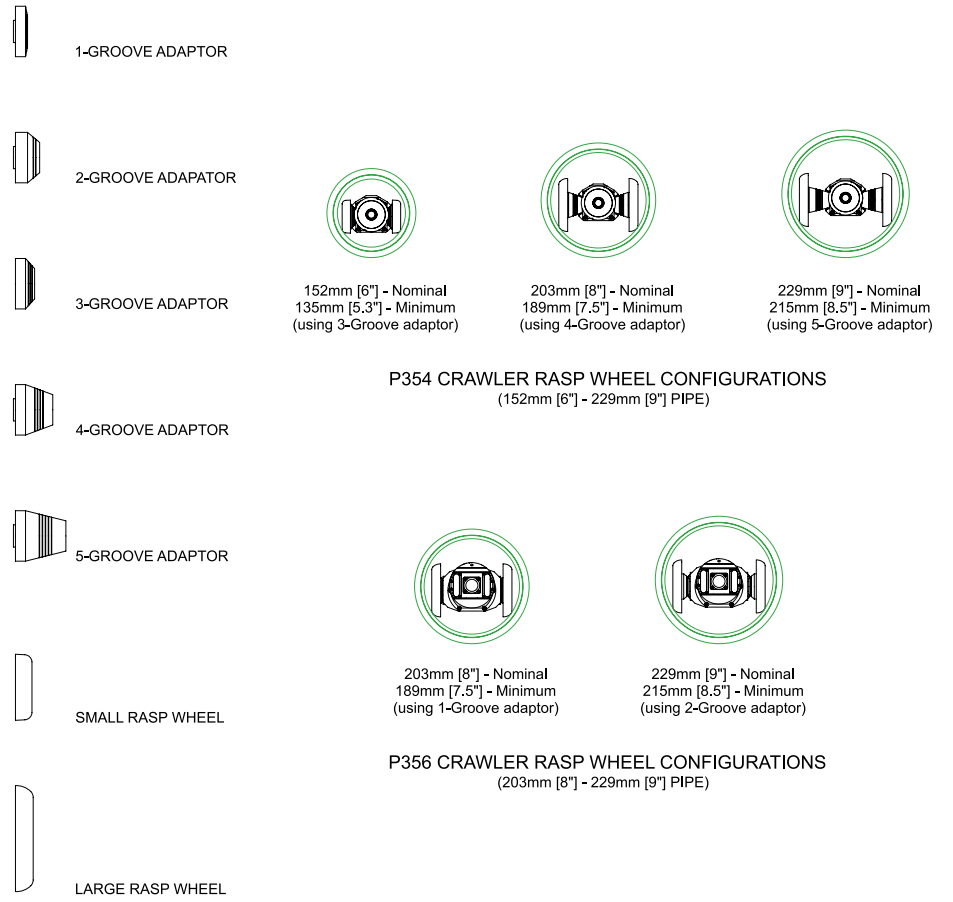 1-GROOVE ADAPTOR
2-GROOVE ADAPATOR
3-GROOVE ADAPTOR
4-GROOVE ADAPTOR
5-GROOVE ADAPTOR
SMALL RASP WHEEL
LARGE RASP WHEEL
152mm [6"] - Nominal
135mm [5.3"] - Minimum
(using 3-Groove adaptor)
203mm [8"] - Nominal
189mm [7.5"] - Minimum
(using 4-Groove adaptor)
229mm [9"] - Nominal
215mm [8.5"] - Minimum
(using 5-Groove adaptor)
P354 CRAWLER RASP WHEEL CONFIGURATIONS
(152mm [6"] - 229mm [9"] PIPE)
203mm [8"] - Nominal
189mm [7.5"] - Minimum
(using 1-Groove adaptor)
229mm [9"] - Nominal
215mm [8.5"] - Minimum
(using 2-Groove adaptor)
P356 CRAWLER RASP WHEEL CONFIGURATIONS
(203mm [8"] - 229mm [9"] PIPE)